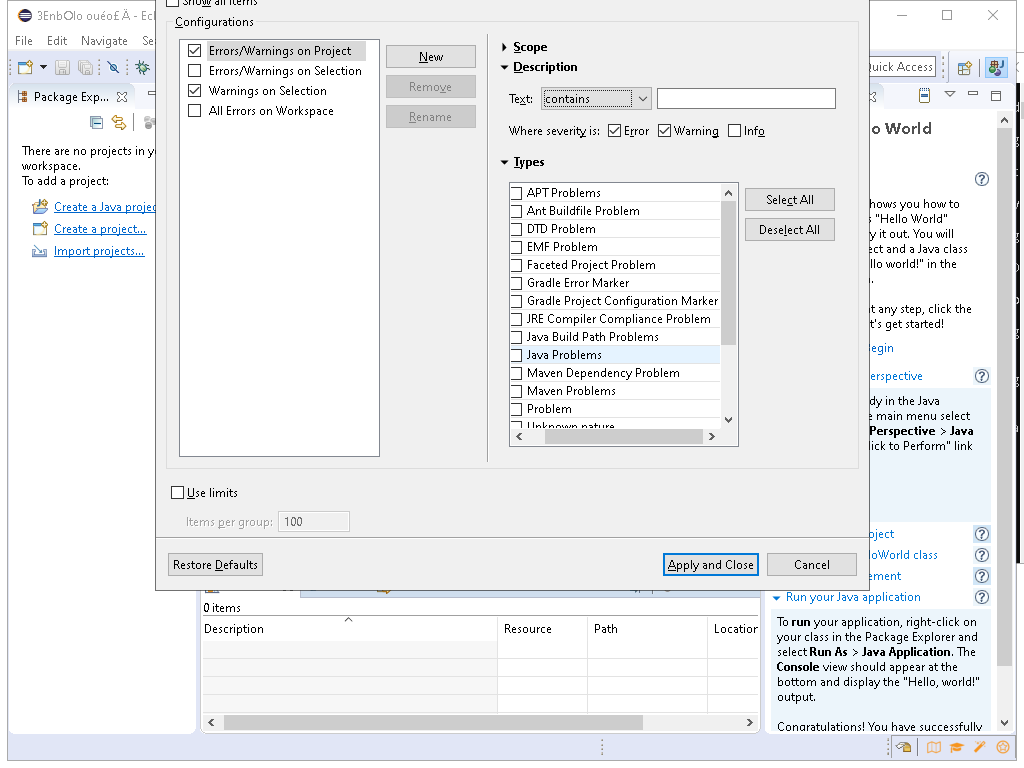 3EnbOlo ouéo£Å - Ecl
File Edit Navigate Se
Quick Access
Package Exp...
There are no projects in y
workspace.
To add a project:
Create a Java projec
Create a project...
Import projects...
Show all items
Configurations
Errors/Warnings on Project
Errors/Warnings on Selection
Warnings on Selection
All Errors on Workspace
New
Remove
Rename
Scope
Description
Text: contains
Where severity is: Error Warning Info
Types
APT Problems
Ant Buildfile Problem
DTD Problem
EMF Problem
Faceted Project Problem
Gradle Error Marker
Gradle Project Configuration Marker
JRE Compiler Compliance Problem
Java Build Path Problems
Java Problems
Maven Dependency Problem
Maven Problems
Problem
Unknown nature
Select All
Deselect All
Use limits
Items per group: 100
Restore Defaults
Apply and Close
Cancel
0 items
Description Resource Path Location
o World
hows you how to
s "Hello World"
y it out. You will
ect and a Java class
llo world!" in the
.
t any step, click the
t's get started!
egin
erspective
dy in the Java
e main menu select
Perspective > Java
ick to Perform" link
oject
oWorld class
ement
Run your Java application
To run your application, right-click on
your class in the Package Explorer and
select Run As > Java Application. The
Console view should appear at the
bottom and display the "Hello, world!"
output.
Congratulations! You have successfully